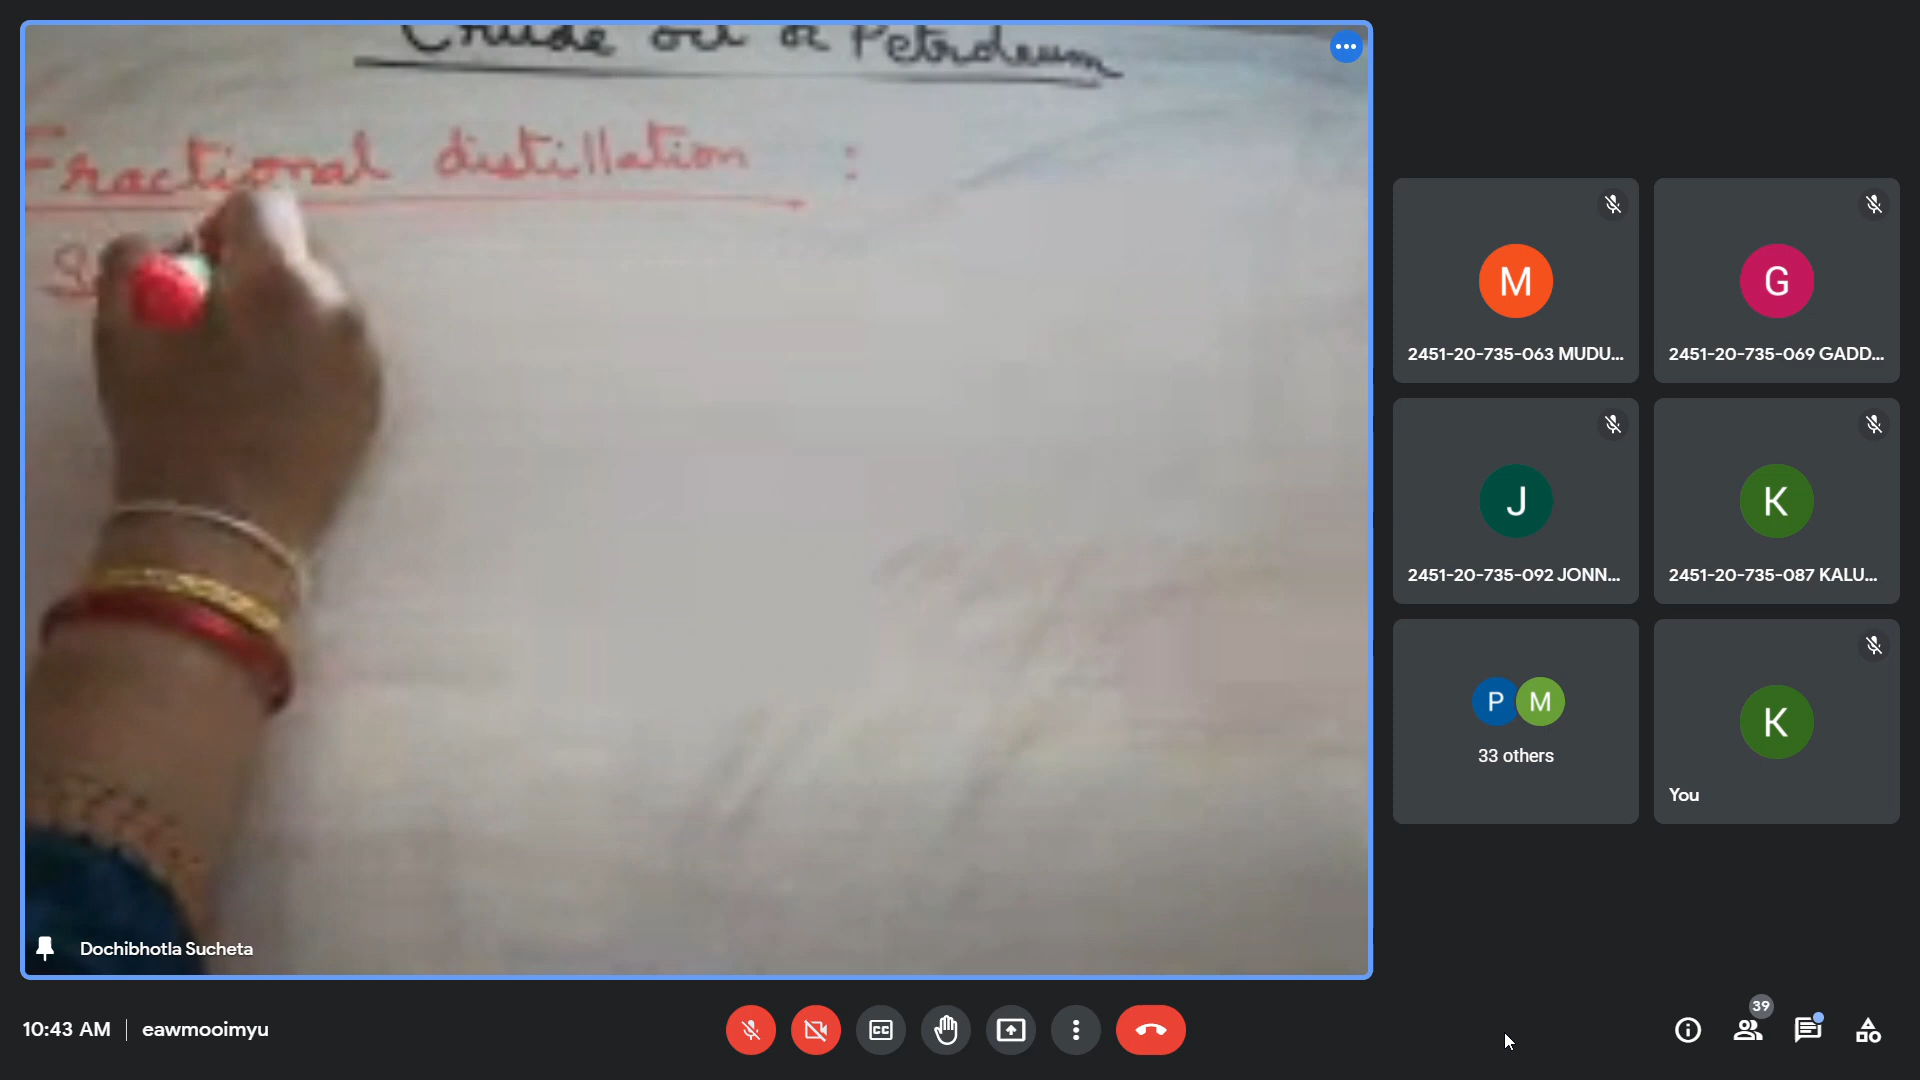 Crude oil or Petroleum
Fractional distillation :
2451-20-735-063 MUDU...
2451-20-735-069 GADD...
2451-20-735-092 JONN...
2451-20-735-087 KALU...
33 others
You
Dochibhotla Sucheta
10:43 AM
eawmooimyu
39
M
G
J
K
P
M
K
CC